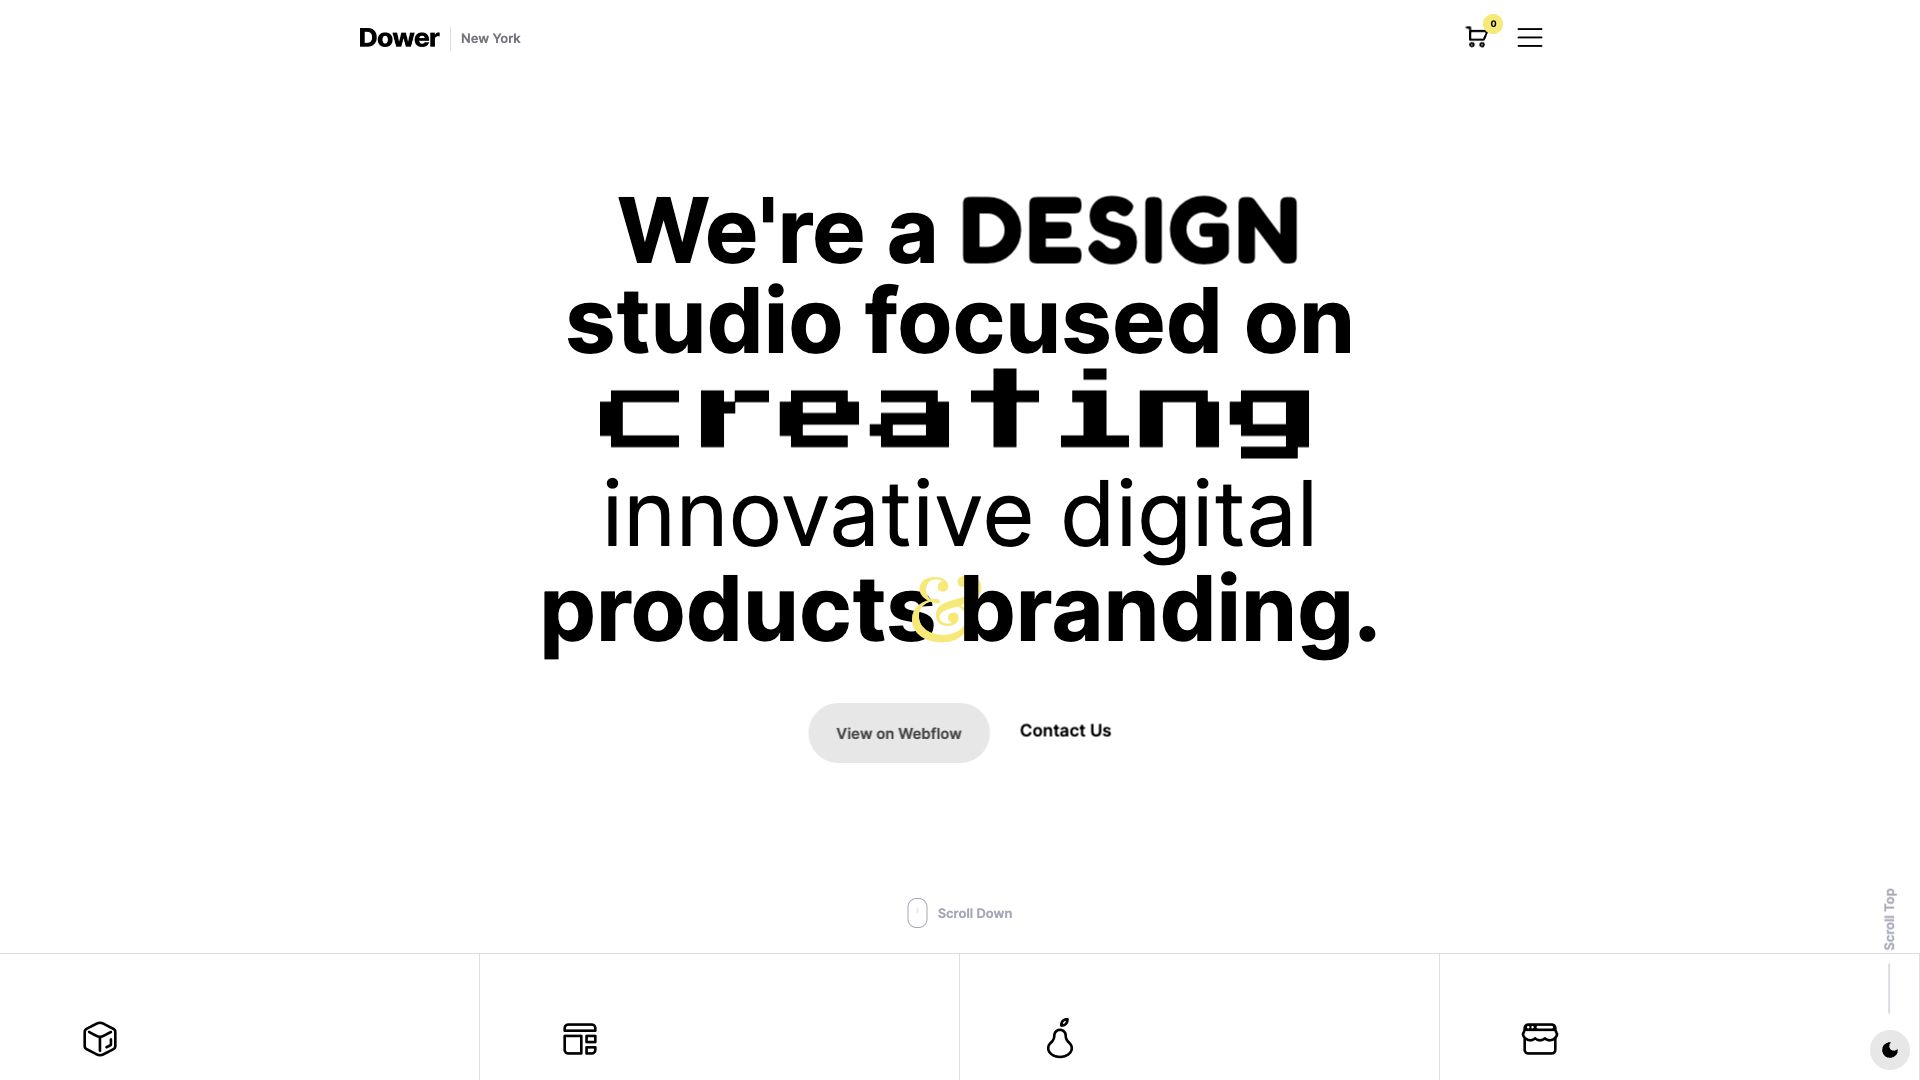 Dower
New York
0
We're a DESIGN
studio focused on
creating
innovative digital
products & branding.
View on Webflow
Contact Us
Scroll Down
Scroll Top